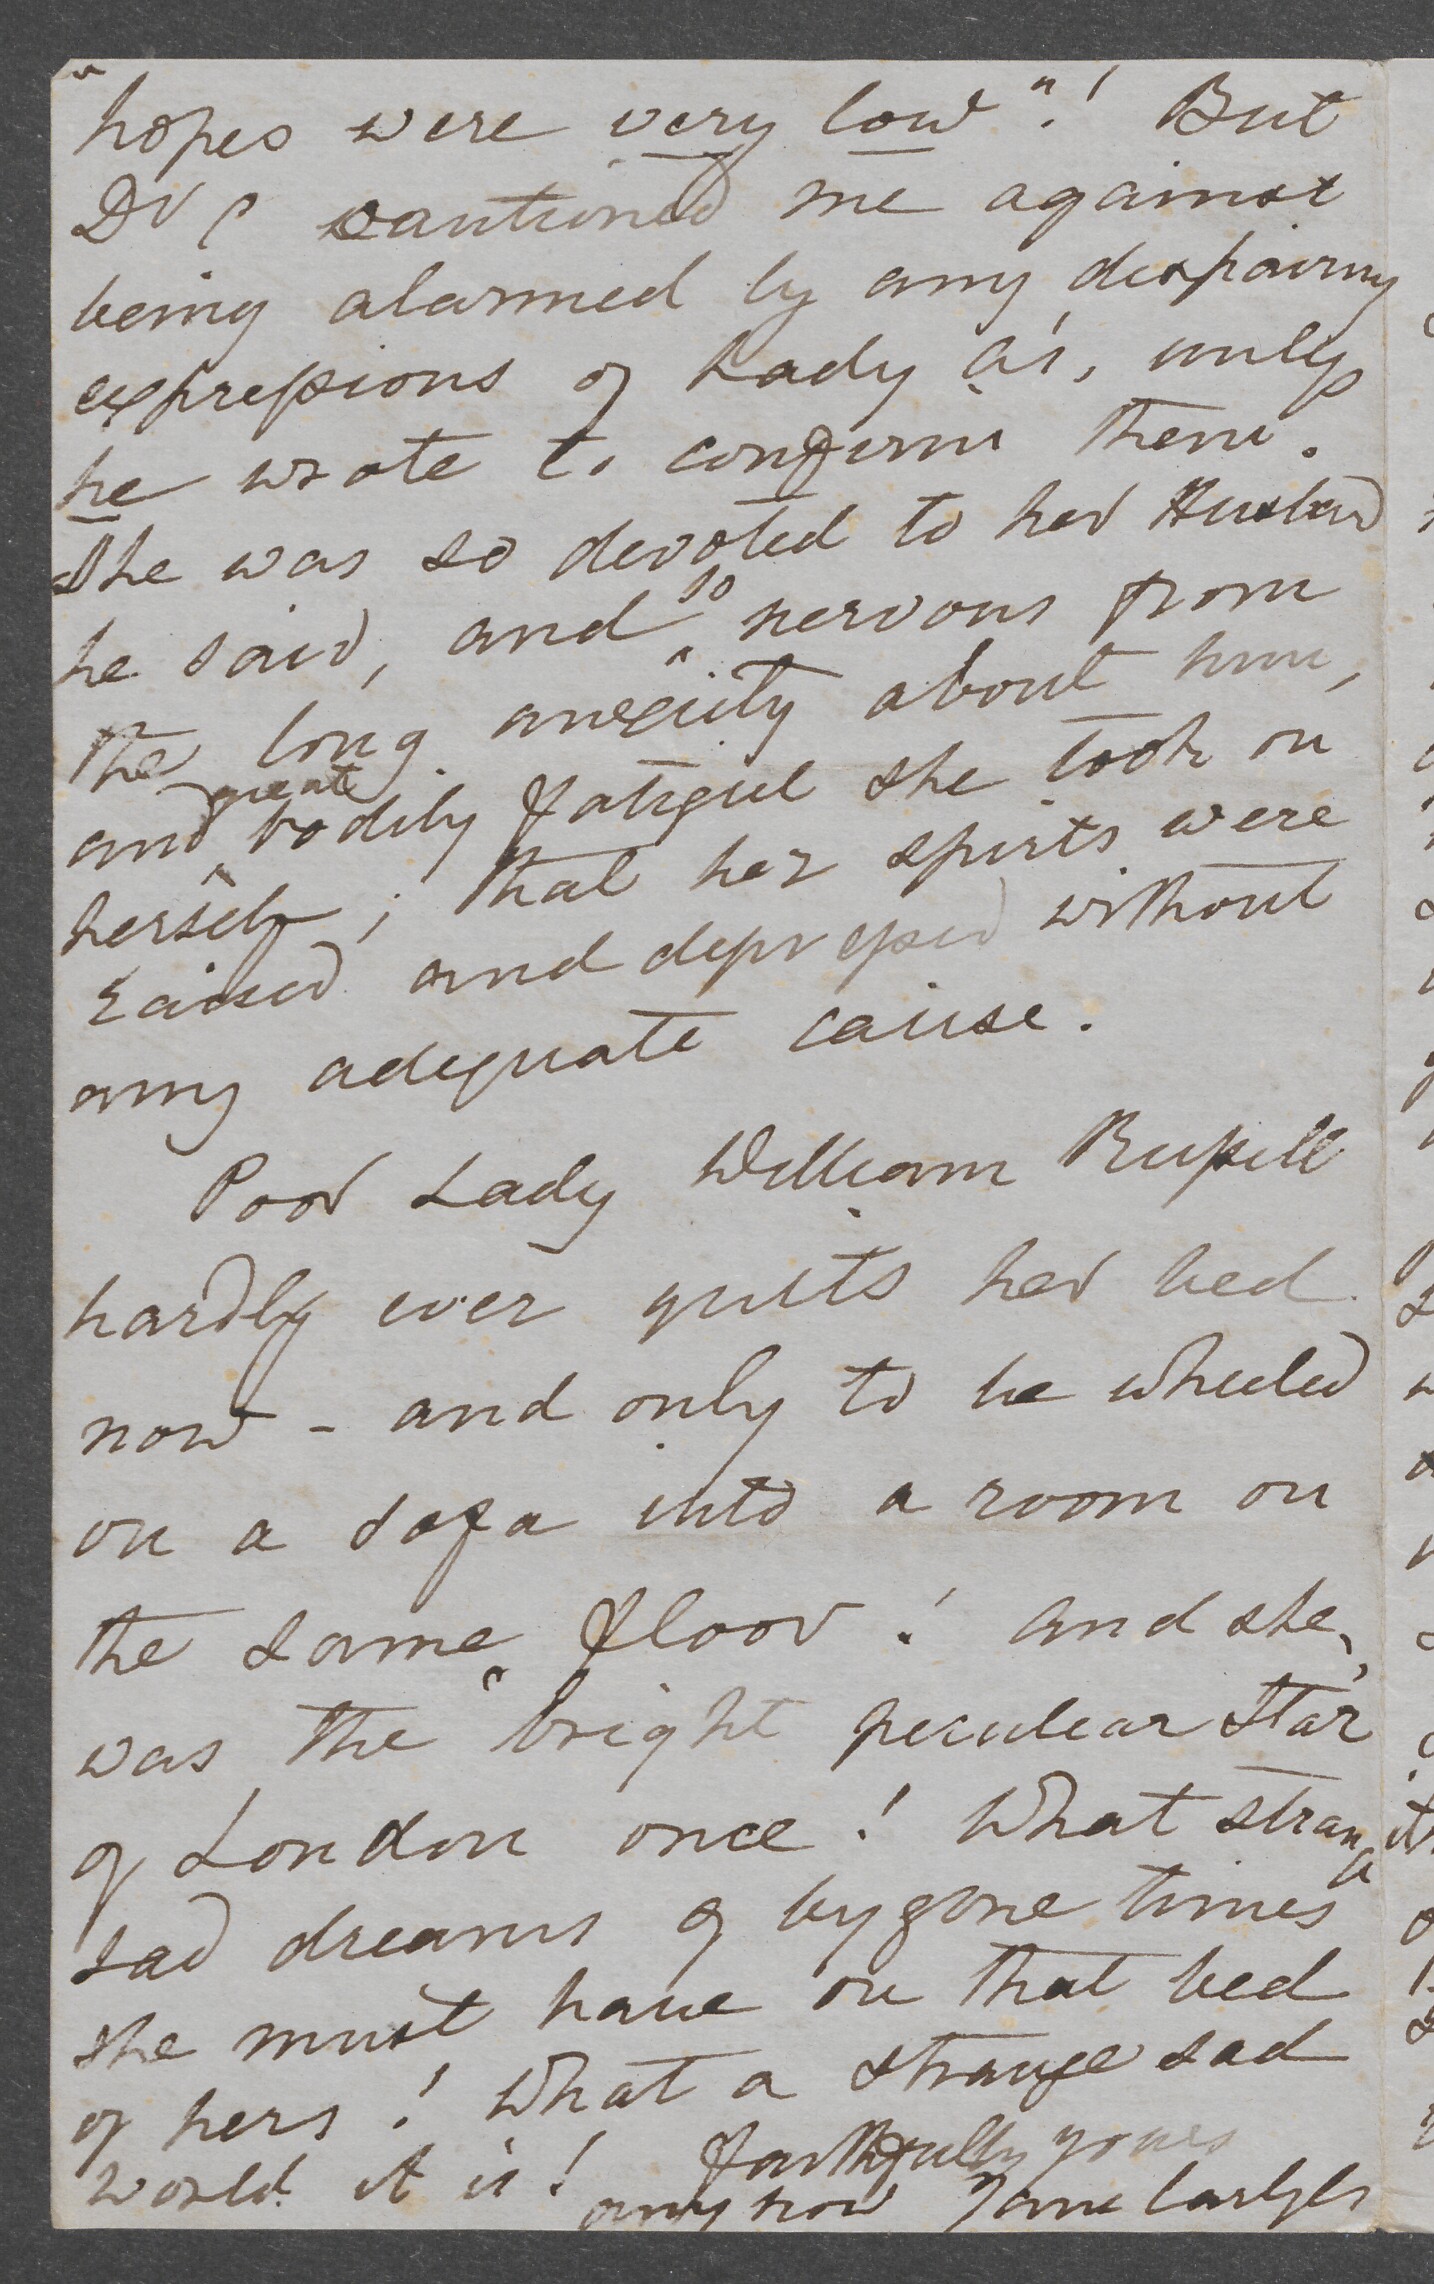 "hopes were very low"! But
Dr C cautioned me against
being alarmed by any despairing
expressions of Lady A's, unless
he wrote to confirm them.
She was so devoted to her Husband
he said, and so nervous from
the long anxiety about him,
and great bodily fatigue she took on
herself; that her spirits were
raised and depressed without
any adequate cause.
Poor Lady William Russell
hardly ever quits her bed
now - and only to be wheeled
on a sofa into a room on
the same floor! and she,
was the "bright peculiar star
of London once! What strange
sad dreams of bygone times
she must have on that bed
of hers! What a strange sad
world it is! faithfully yours
anyhow Jane Carlyle